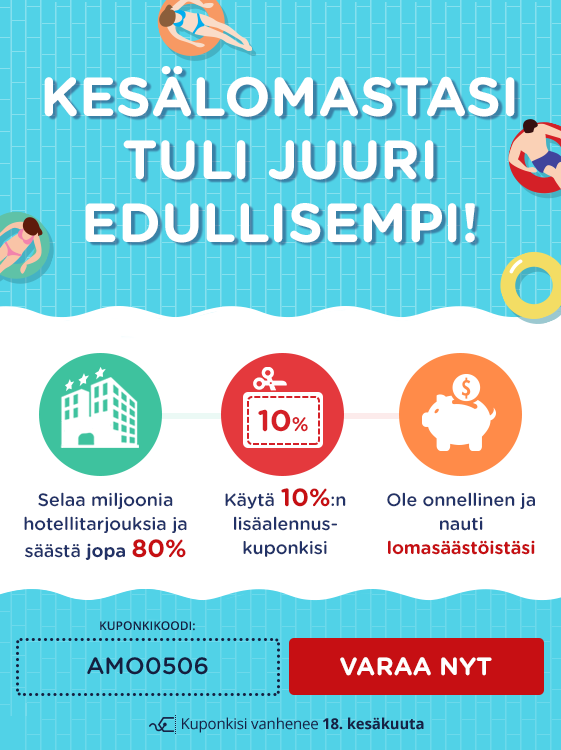 KESÄLOMASTASI
TULI JUURI
EDULLISEMPI!
10%
$
Selaa miljoonia
hotellitarjouksia ja
säästä jopa 80%
Käytä 10%:n
lisäalennus-
kuponkisi
Ole onnellinen ja
nauti
lomasäästöistäsi
KUPONKIKOODI:
AMO0506
VARAA NYT
Kuponkisi vanhenee 18. kesäkuuta